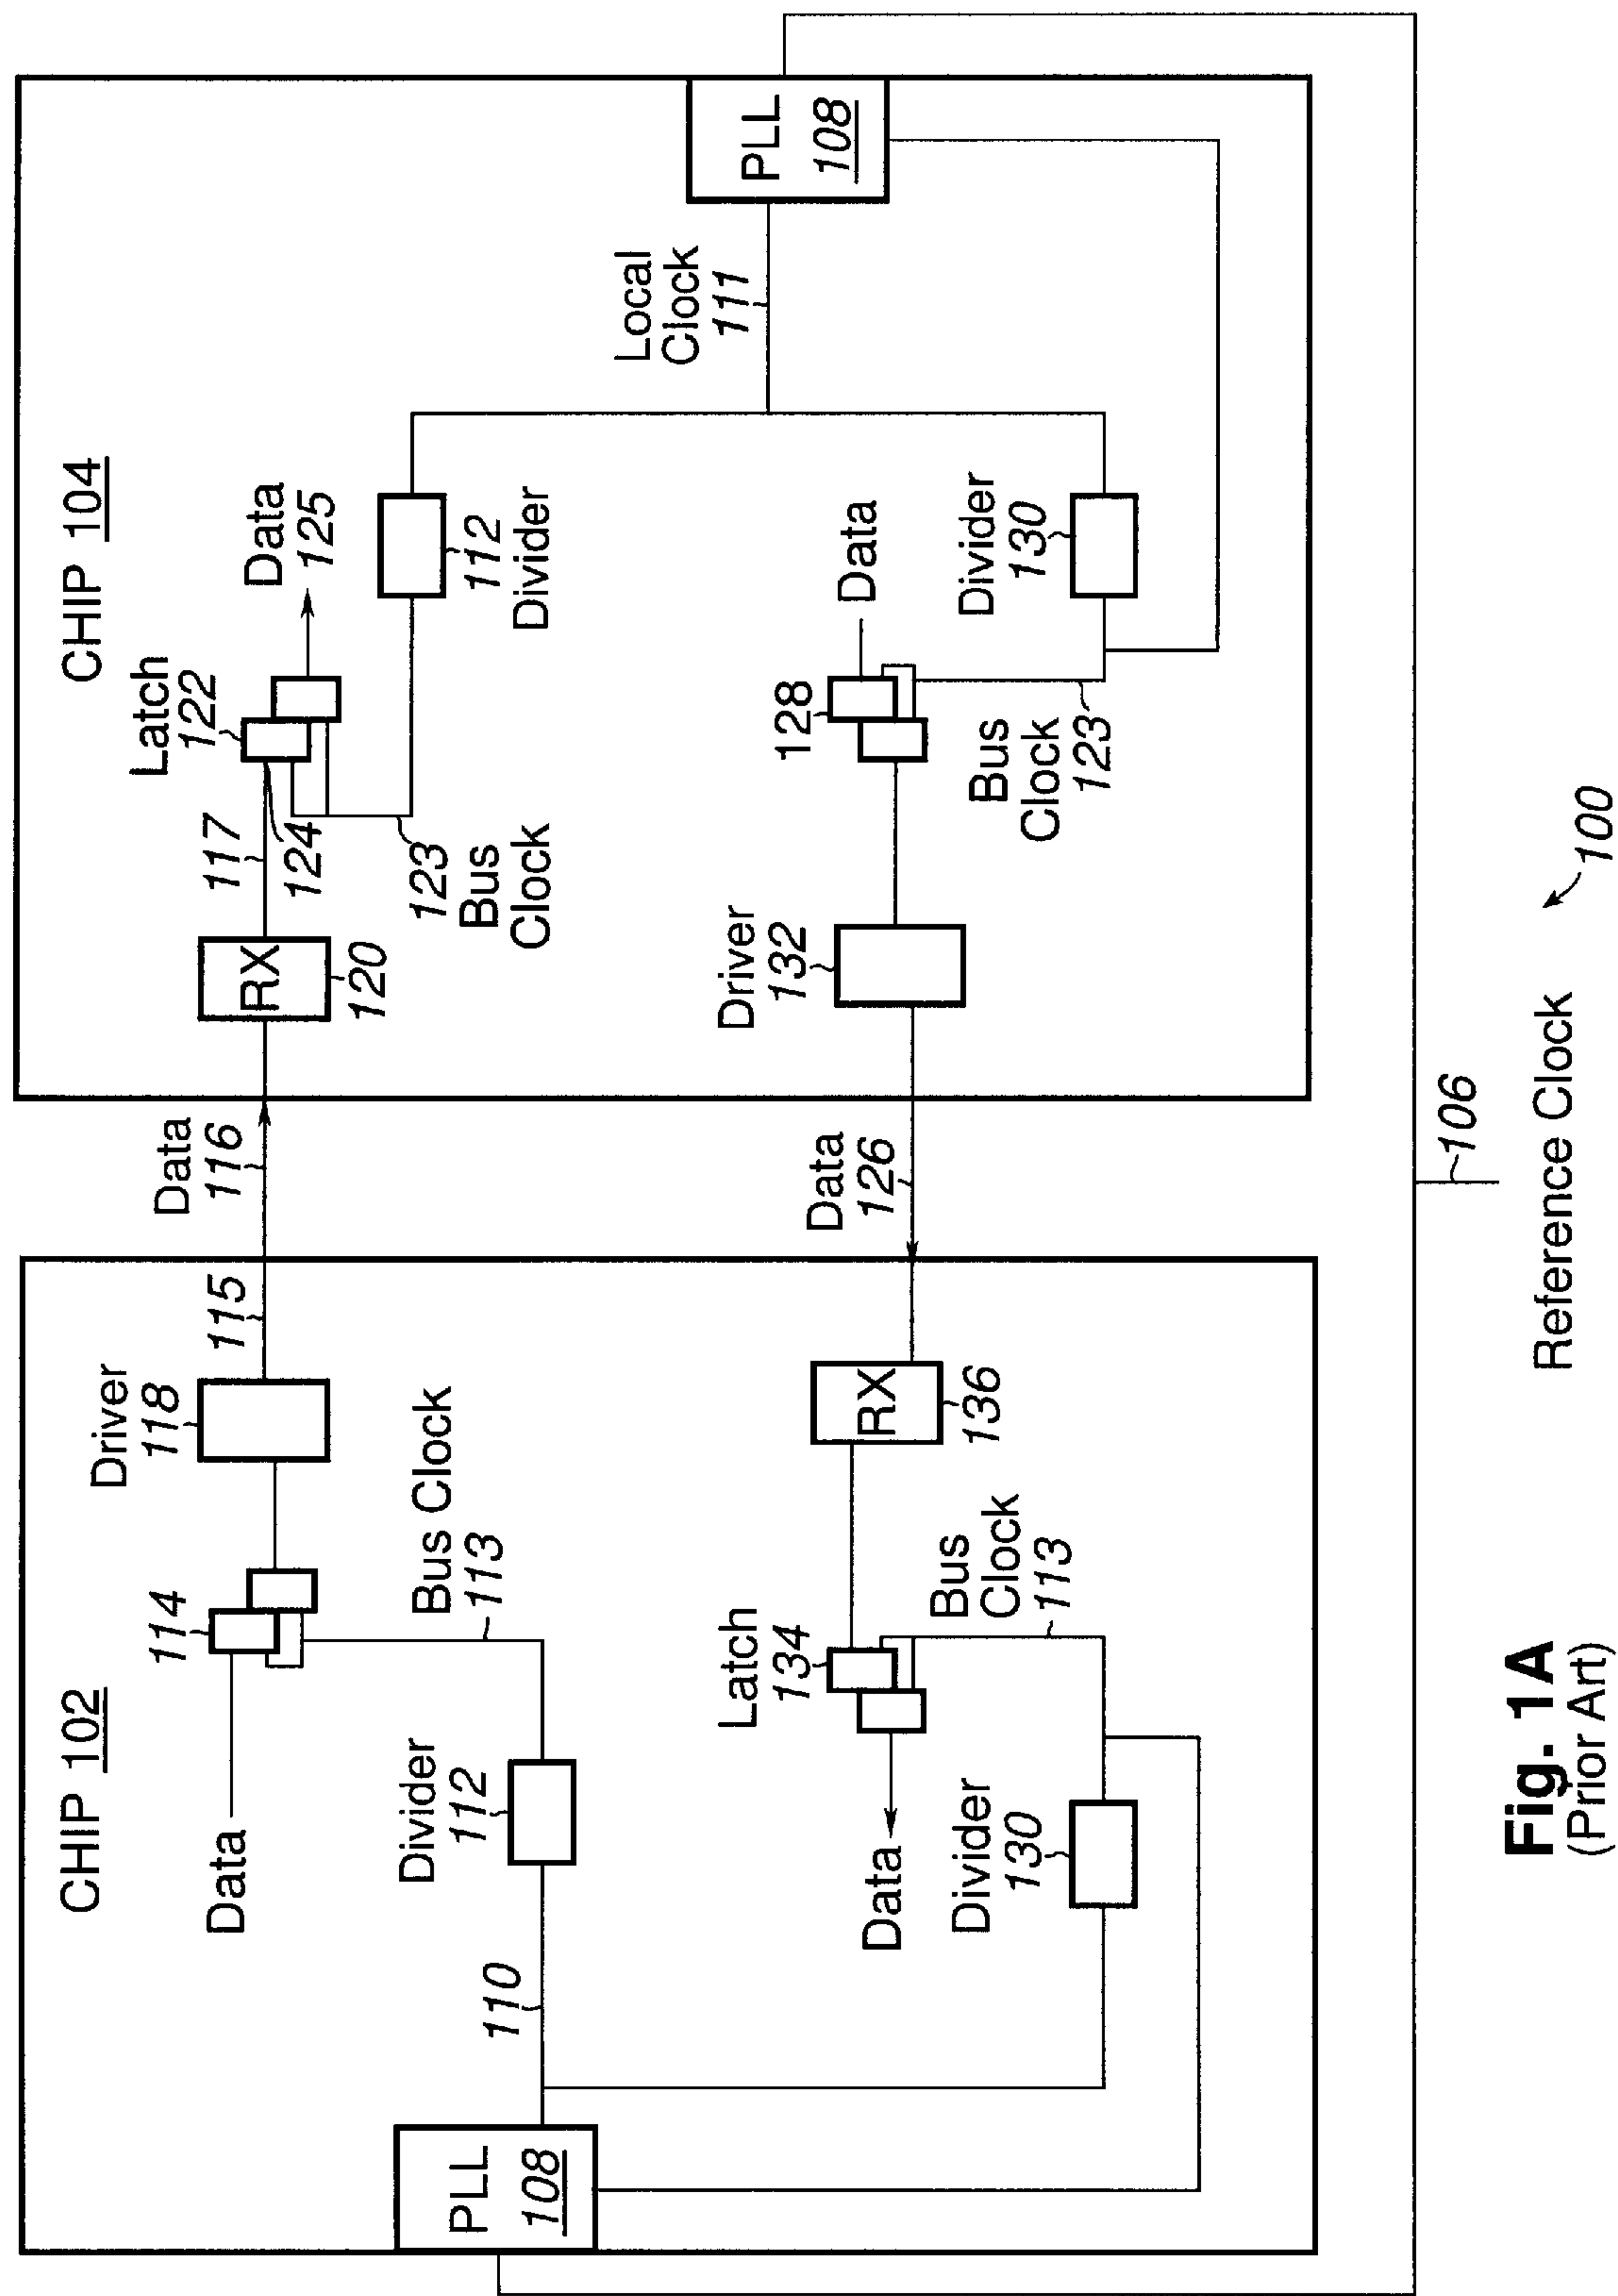 CHIP 102
Data
114
Driver
118
115
Data
116
Divider
112
Bus Clock
113
110
PLL
108
Latch
134
RX
136
Data
126
Bus
Clock
113
Data
Divider
130
CHIP 104
RX
120
117
124
Latch
122
Data
125
123
Bus
Clock
112
Divider
Local
Clock
111
PLL
108
Driver
132
128
Data
Bus
Clock
123
Divider
130
106
Reference Clock
100
Fig. 1A
(Prior Art)